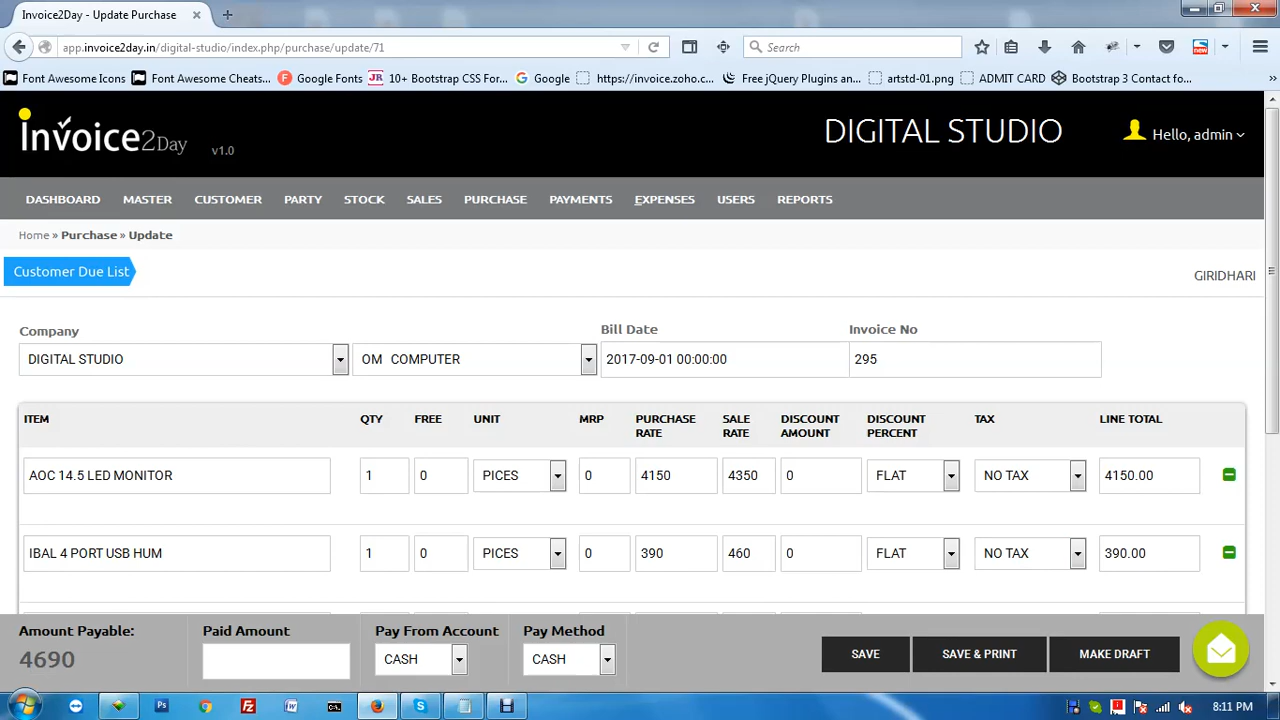 Invoice2Day - Update Purchase
app.invoice2day.in/digital-studio/index.php/purchase/update/71
Search
Font Awesome Icons
Font Awesome Cheats...
Google Fonts
JR 10+ Bootstrap CSS For...
Google
https://invoice.zoho.c...
Free jQuery Plugins an...
artstd-01.png
ADMIT CARD
Bootstrap 3 Contact fo...
Invoice2Day v1.0
DIGITAL STUDIO
Hello, admin
DASHBOARD MASTER CUSTOMER PARTY STOCK SALES PURCHASE PAYMENTS EXPENSES USERS REPORTS
Home » Purchase » Update
Customer Due List
GIRIDHARI
Company Bill Date Invoice No
DIGITAL STUDIO OM COMPUTER 2017-09-01 00:00:00 295
ITEM QTY FREE UNIT MRP PURCHASE RATE SALE RATE DISCOUNT AMOUNT DISCOUNT PERCENT TAX LINE TOTAL
AOC 14.5 LED MONITOR 1 0 PICES 0 4150 4350 0 FLAT NO TAX 4150.00
IBAL 4 PORT USB HUM 1 0 PICES 0 390 460 0 FLAT NO TAX 390.00
Amount Payable: Paid Amount Pay From Account Pay Method
4690 CASH CASH SAVE SAVE & PRINT MAKE DRAFT
8:11 PM